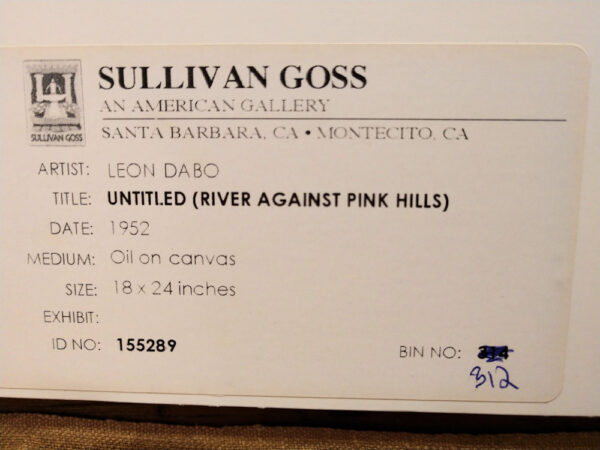 SULLIVAN GOSS
AN AMERICAN GALLERY
SANTA BARBARA, CA • MONTECITO, CA
SULLIVAN GOSS
ARTIST: LEON DABO
TITLE: UNTITLED (RIVER AGAINST PINK HILLS)
DATE: 1952
MEDIUM: Oil on canvas
SIZE: 18 x 24 inches
EXHIBIT:
ID NO: 155289
BIN NO:
312